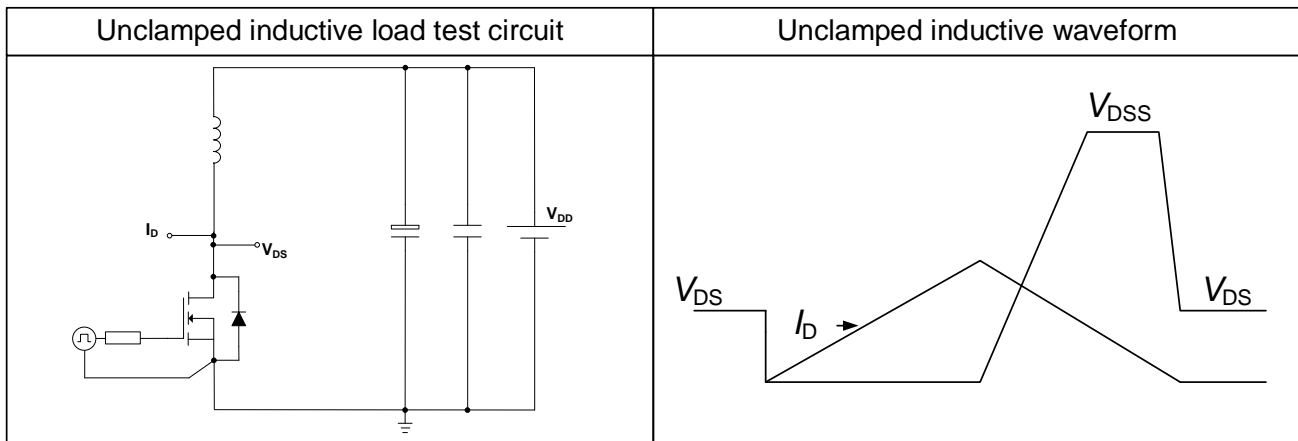 Unclamped inductive load test circuit
Unclamped inductive waveform
I_D
V_DS
V_DD
V_DSS
V_DS
V_DS
I_D